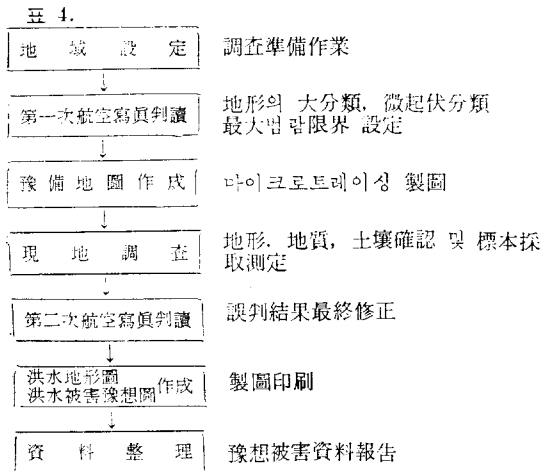 표 4.
地域設定 調査準備作業
第一次航空寫眞判讀 地形의 大分類, 微起伏分類
最大범람限界 設定
豫備地圖作成 마이크로트레이싱 製圖
現地調査 地形. 地質, 土壤確認 및 標本採
取測定
第二次航空寫眞判讀 誤判結果最終修正
洪水地形圖
洪水被害豫想圖 作成 製圖印刷
資料整理 豫想被害資料報告